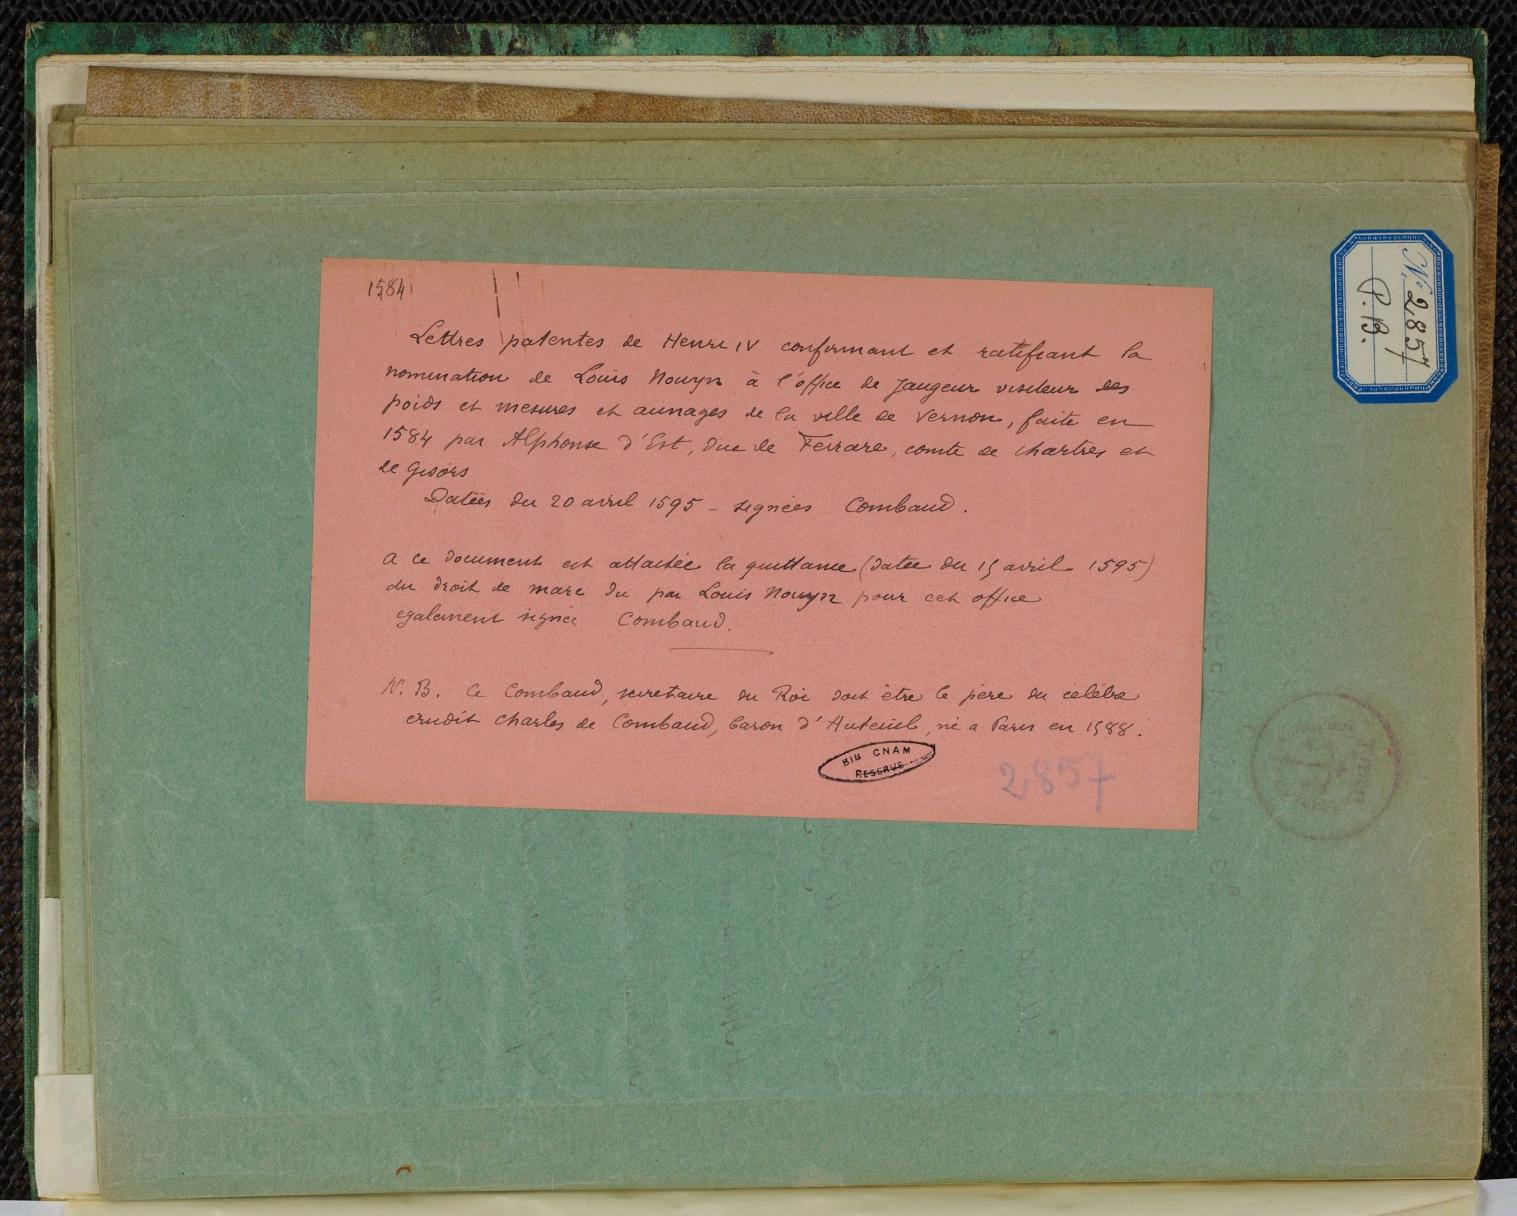 1584
Lettres patentes de Henri IV confirmant et ratifiant la
nomination de Louis Nouyn à l'office de Jaugeur visiteur des
poids et mesures et aunages de la ville de Vernon, faite en
1584 par Alphonse d'Est, duc de Ferrare, comte de Chartres et
de Gisors
Datées du 20 avril 1595 - signées Combaud.
A ce document est attachée la quittance (datée du 15 avril 1595)
du droit de marc du par Louis Nouyn pour cet office
egalement signée Combaud.
N. B. Ce Combaud, secretaire du Roi doit être le père du célèbre
erudit Charles de Combaud, baron d'Auteuil, né a Paris en 1588.
BIB CNAM
RESERVE
2857
No 2857
P.B.